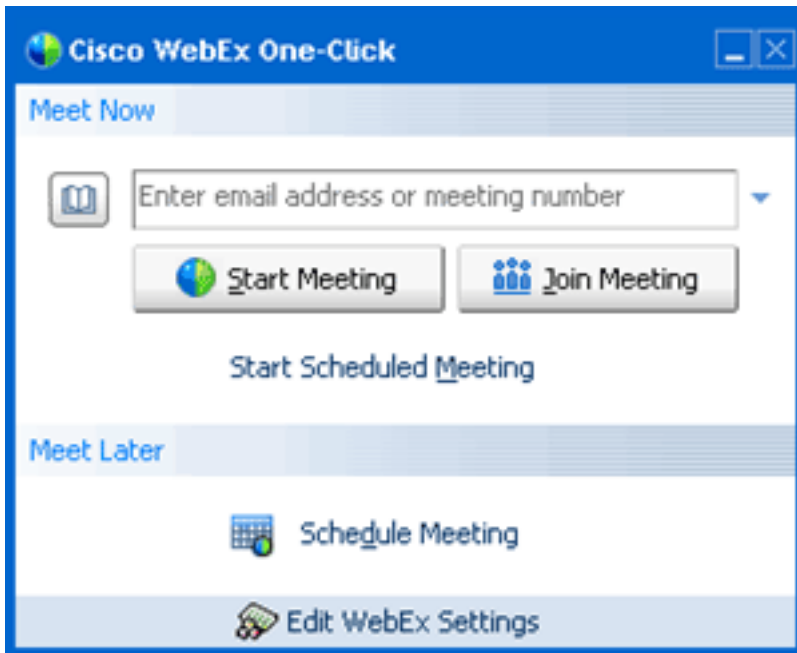 Cisco WebEx One-Click
Meet Now
Enter email address or meeting number
Start Meeting
Join Meeting
Start Scheduled Meeting
Meet Later
Schedule Meeting
Edit WebEx Settings